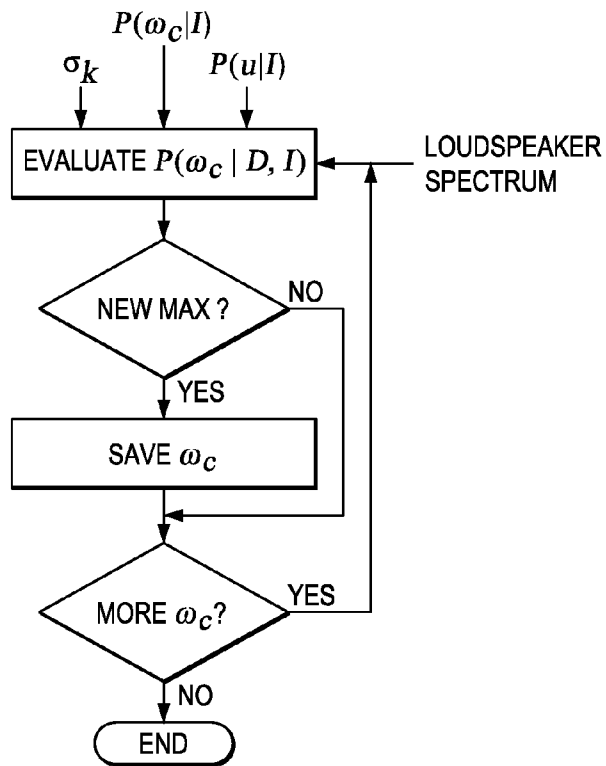 P(ω_c|I)
σ_k
P(u|I)
EVALUATE P(ω_c | D, I)
LOUDSPEAKER
SPECTRUM
NEW MAX ?
NO
YES
SAVE ω_c
MORE ω_c?
YES
NO
END